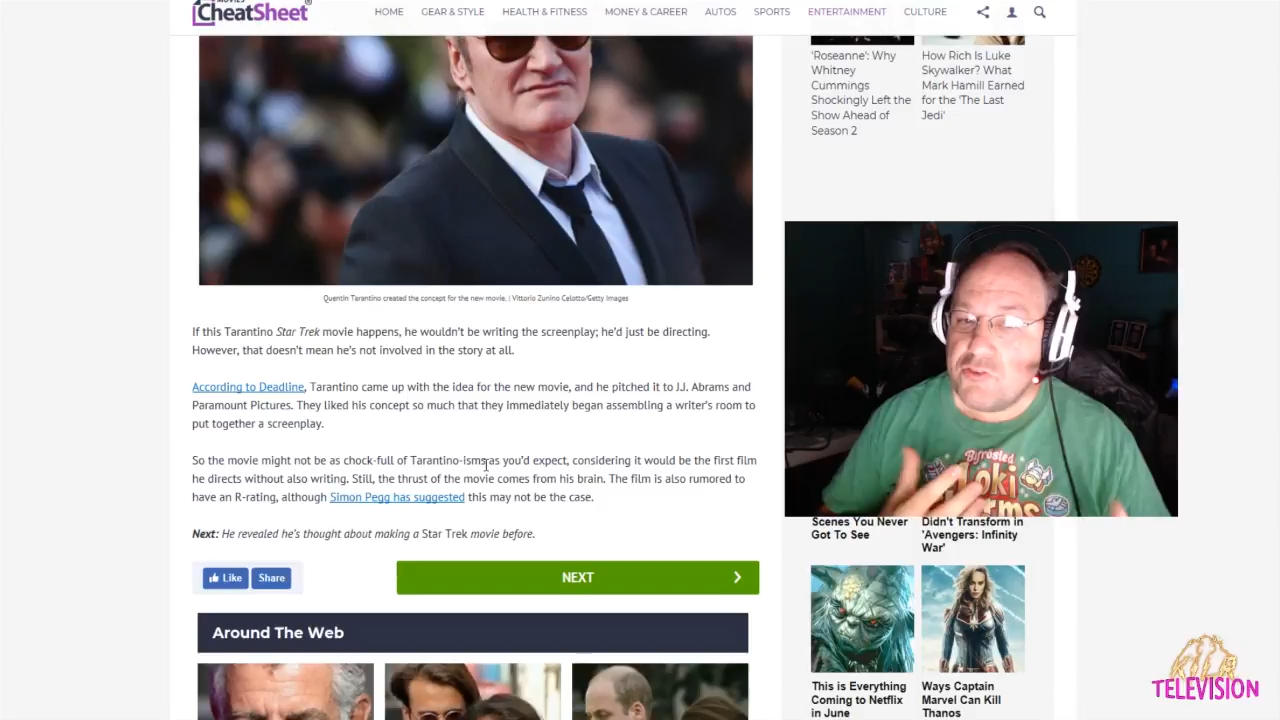 CheatSheet
HOME GEAR & STYLE HEALTH & FITNESS MONEY & CAREER AUTOS SPORTS ENTERTAINMENT CULTURE
'Roseanne': Why
Whitney
Cummings
Shockingly Left the
Show Ahead of
Season 2
How Rich Is Luke
Skywalker? What
Mark Hamill Earned
for the 'The Last
Jedi'
Quentin Tarantino created the concept for the new movie. | Vittorio Zunino Celotto/Getty Images
If this Tarantino Star Trek movie happens, he wouldn't be writing the screenplay; he'd just be directing.
However, that doesn't mean he's not involved in the story at all.
According to Deadline, Tarantino came up with the idea for the new movie, and he pitched it to J.J. Abrams and
Paramount Pictures. They liked his concept so much that they immediately began assembling a writer's room to
put together a screenplay.
So the movie might not be as chock-full of Tarantino-isms as you'd expect, considering it would be the first film
he directs without also writing. Still, the thrust of the movie comes from his brain. The film is also rumored to
have an R-rating, although Simon Pegg has suggested this may not be the case.
Next: He revealed he's thought about making a Star Trek movie before.
Like Share
NEXT
Around The Web
Bifrosted
Loki
Scenes You Never
Got To See
Didn't Transform in
'Avengers: Infinity
War'
This is Everything
Coming to Netflix
in June
Ways Captain
Marvel Can Kill
Thanos
TELEVISION